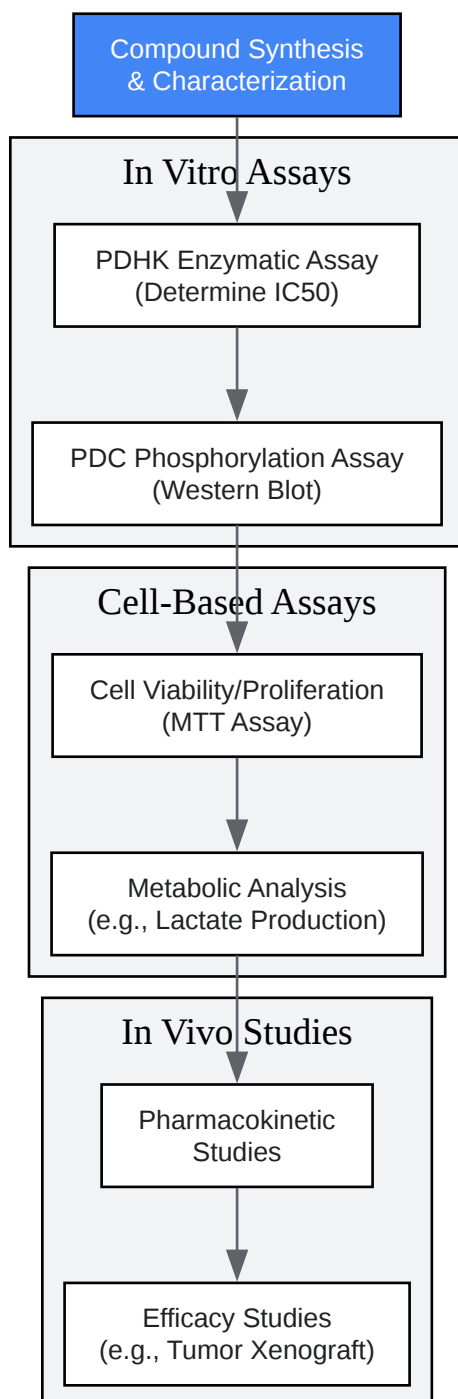 Compound Synthesis
& Characterization
In Vitro Assays
PDHK Enzymatic Assay
(Determine IC50)
PDC Phosphorylation Assay
(Western Blot)
Cell-Based Assays
Cell Viability/Proliferation
(MTT Assay)
Metabolic Analysis
(e.g., Lactate Production)
In Vivo Studies
Pharmacokinetic
Studies
Efficacy Studies
(e.g., Tumor Xenograft)